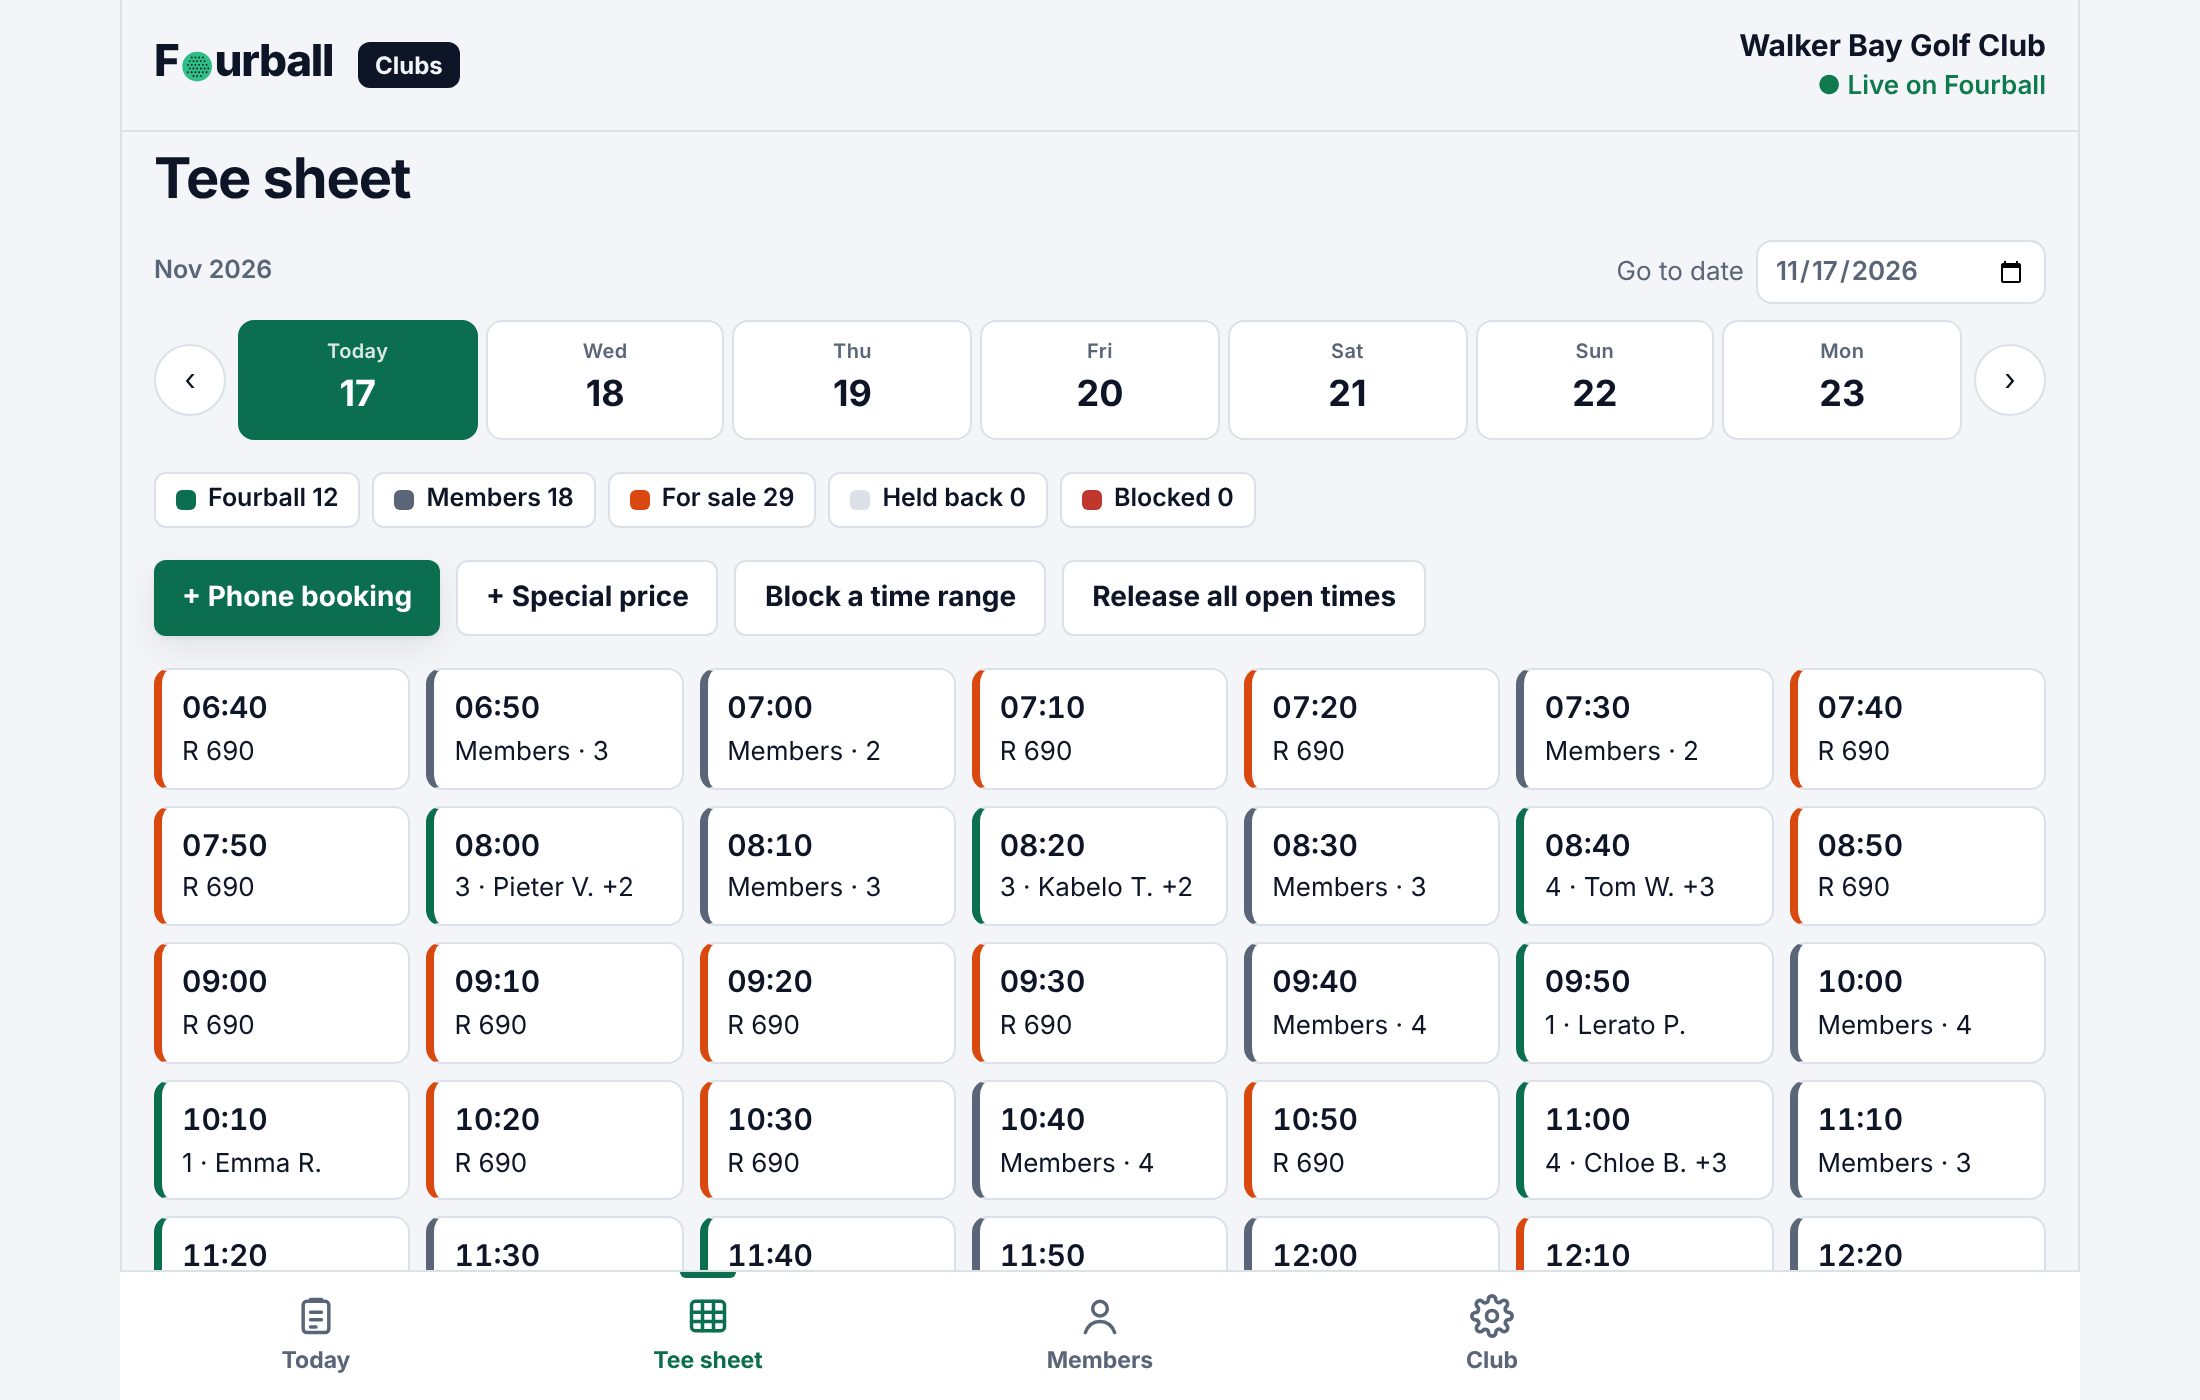 Fourball Clubs
Walker Bay Golf Club
Live on Fourball
Tee sheet
Nov 2026
Go to date 11/17/2026
‹
Today 17
Wed 18
Thu 19
Fri 20
Sat 21
Sun 22
Mon 23
›
Fourball 12
Members 18
For sale 29
Held back 0
Blocked 0
+ Phone booking
+ Special price
Block a time range
Release all open times
06:40
R 690
06:50
Members · 3
07:00
Members · 2
07:10
R 690
07:20
R 690
07:30
Members · 2
07:40
R 690
07:50
R 690
08:00
3 · Pieter V. +2
08:10
Members · 3
08:20
3 · Kabelo T. +2
08:30
Members · 3
08:40
4 · Tom W. +3
08:50
R 690
09:00
R 690
09:10
R 690
09:20
R 690
09:30
R 690
09:40
Members · 4
09:50
1 · Lerato P.
10:00
Members · 4
10:10
1 · Emma R.
10:20
R 690
10:30
R 690
10:40
Members · 4
10:50
R 690
11:00
4 · Chloe B. +3
11:10
Members · 3
11:20
11:30
11:40
11:50
12:00
12:10
12:20
Today
Tee sheet
Members
Club